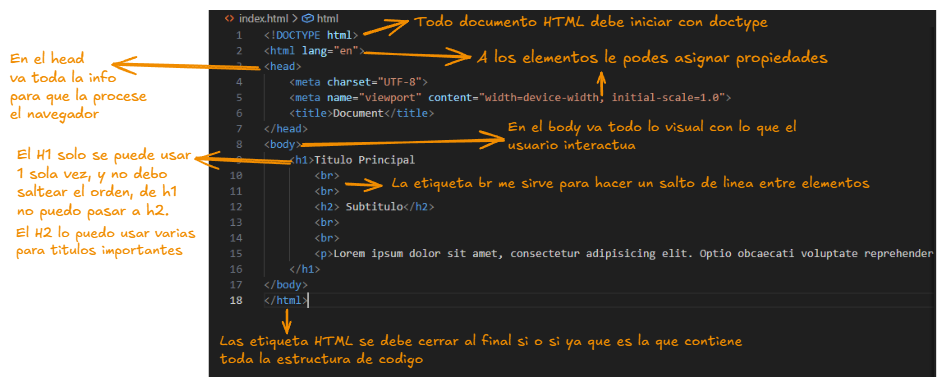 index.html > html
1 <!DOCTYPE html>
Todo documento HTML debe iniciar con doctype
2 <html lang="en">
A los elementos le podes asignar propiedades
3 <head>
En el head
va toda la info
para que la procese
el navegador
4 <meta charset="UTF-8">
5 <meta name="viewport" content="width=device-width, initial-scale=1.0">
6 <title>Document</title>
7 </head>
8 <body>
En el body va todo lo visual con lo que el
usuario interactua
9 <h1>Titulo Principal
El H1 solo se puede usar
1 sola vez, y no debo
saltear el orden, de h1
no puedo pasar a h2.
El H2 lo puedo usar varias
para titulos importantes
10 <br>
11 <br>
La etiqueta br me sirve para hacer un salto de linea entre elementos
12 <h2> Subtitulo</h2>
13 <br>
14 <br>
15 <p>Lorem ipsum dolor sit amet, consectetur adipisicing elit. Optio obcaecati voluptate reprehender
16 </h1>
17 </body>
18 </html>
Las etiqueta HTML se debe cerrar al final si o si ya que es la que contiene
toda la estructura de codigo